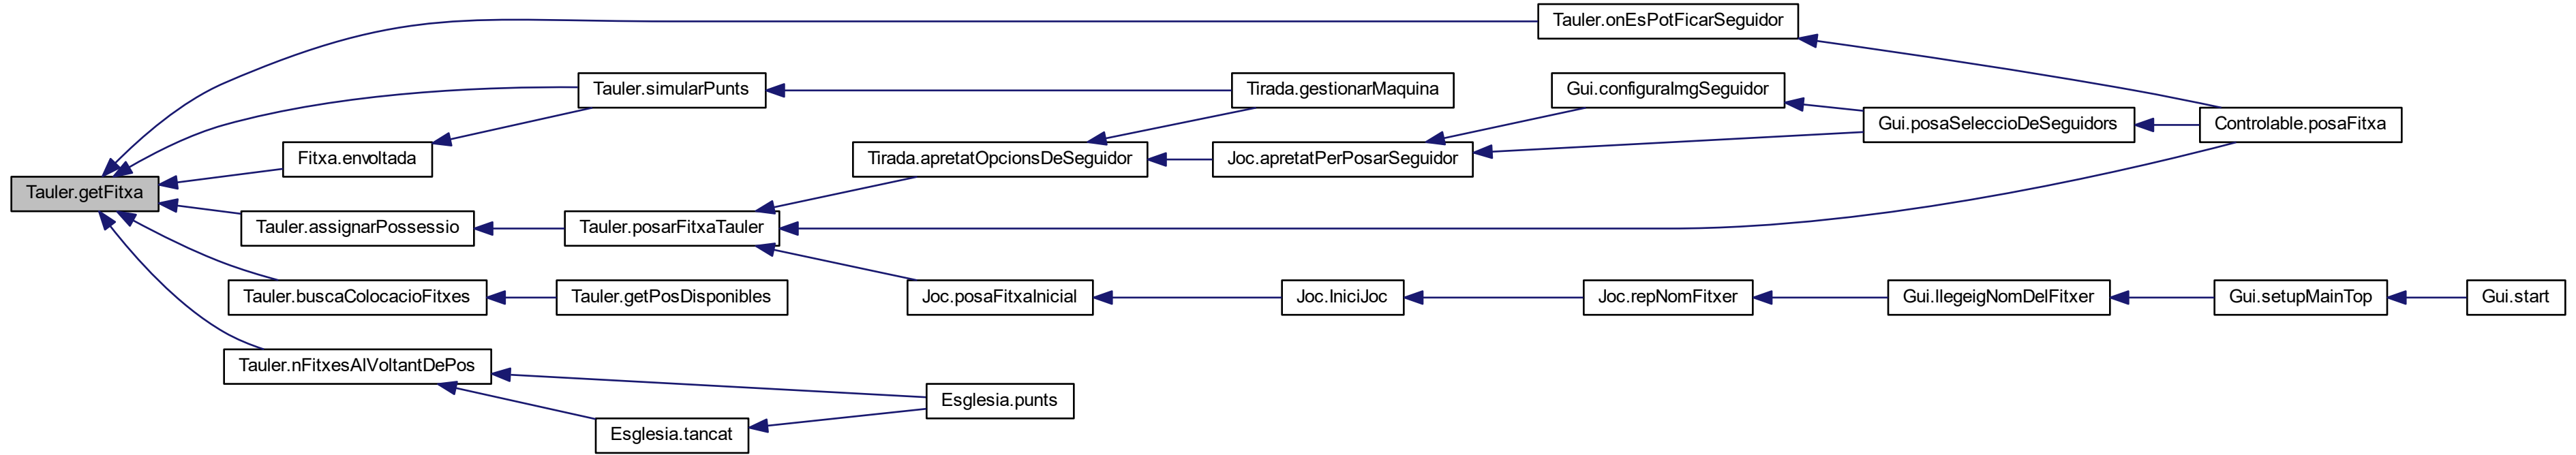 Tauler.onEsPotFicarSeguidor
Tauler.simularPunts
Tirada.gestionarMaquina
Gui.configuraImgSeguidor
Gui.posaSeleccioDeSeguidors
Controlable.posaFitxa
Fitxa.envoltada
Tirada.apretatOpcionsDeSeguidor
Joc.apretatPerPosarSeguidor
Tauler.getFitxa
Tauler.assignarPossessio
Tauler.posarFitxaTauler
Tauler.buscaColocacioFitxes
Tauler.getPosDisponibles
Joc.posaFitxaInicial
Joc.IniciJoc
Joc.repNomFitxer
Gui.llegeigNomDelFitxer
Gui.setupMainTop
Gui.start
Tauler.nFitxesAlVoltantDePos
Esglesia.punts
Esglesia.tancat